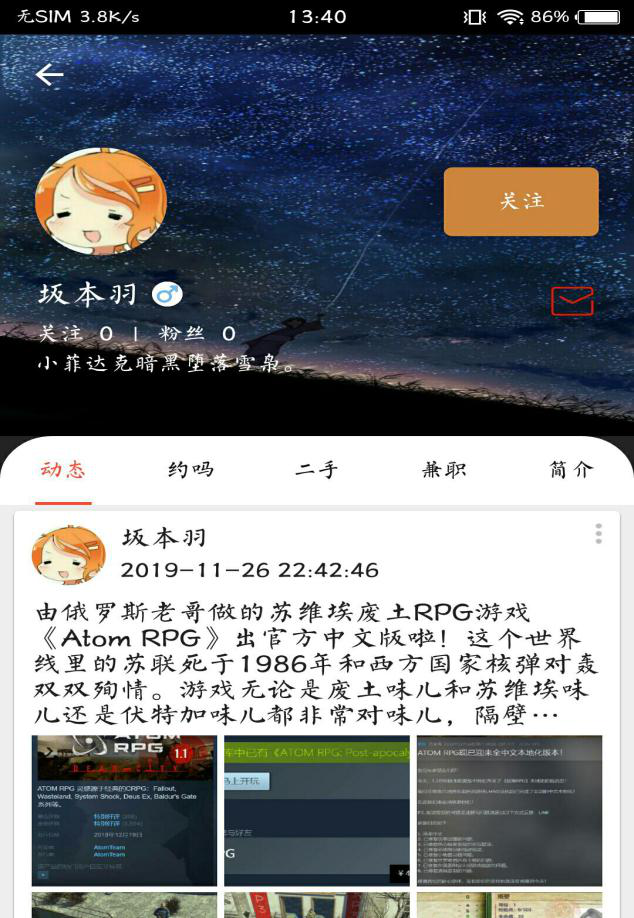 无SIM 3.8K/s 13:40 86%
关注
坂本羽
关注 0 | 粉丝 0
小菲达克暗黑堕落雪枭。
动态 约吗 二手 兼职 简介
坂本羽
2019-11-26 22:42:46
由俄罗斯老哥做的苏维埃废土RPG游戏
《Atom RPG》出官方中文版啦！这个世界
线里的苏联死于1986年和西方国家核弹对轰
双双殉情。游戏无论是废土味儿和苏维埃味
儿还是伏特加味儿都非常对味儿，隔壁…
ATOM
RPG 1.1
DEAD CITY
ATOM RPG 灵感源于经典的CRPG：Fallout,
Wasteland, System Shock, Deus Ex, Baldur's Gate
系列等。
特别好评
特别好评
2018年12月19日
AtomTeam
AtomTeam
库中已有《ATOM RPG: Post-apocaly
马上开玩
ATOM RPG现已迎来全中文本地化版本！